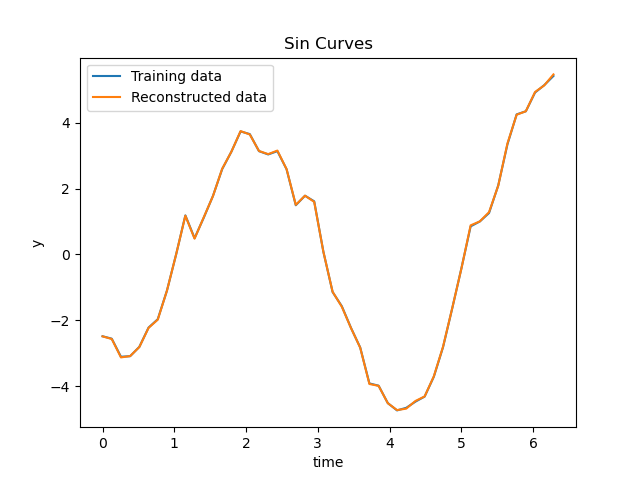 Sin Curves
Training data
Reconstructed data
4
2
0
−2
−4
y
0 1 2 3 4 5 6
time